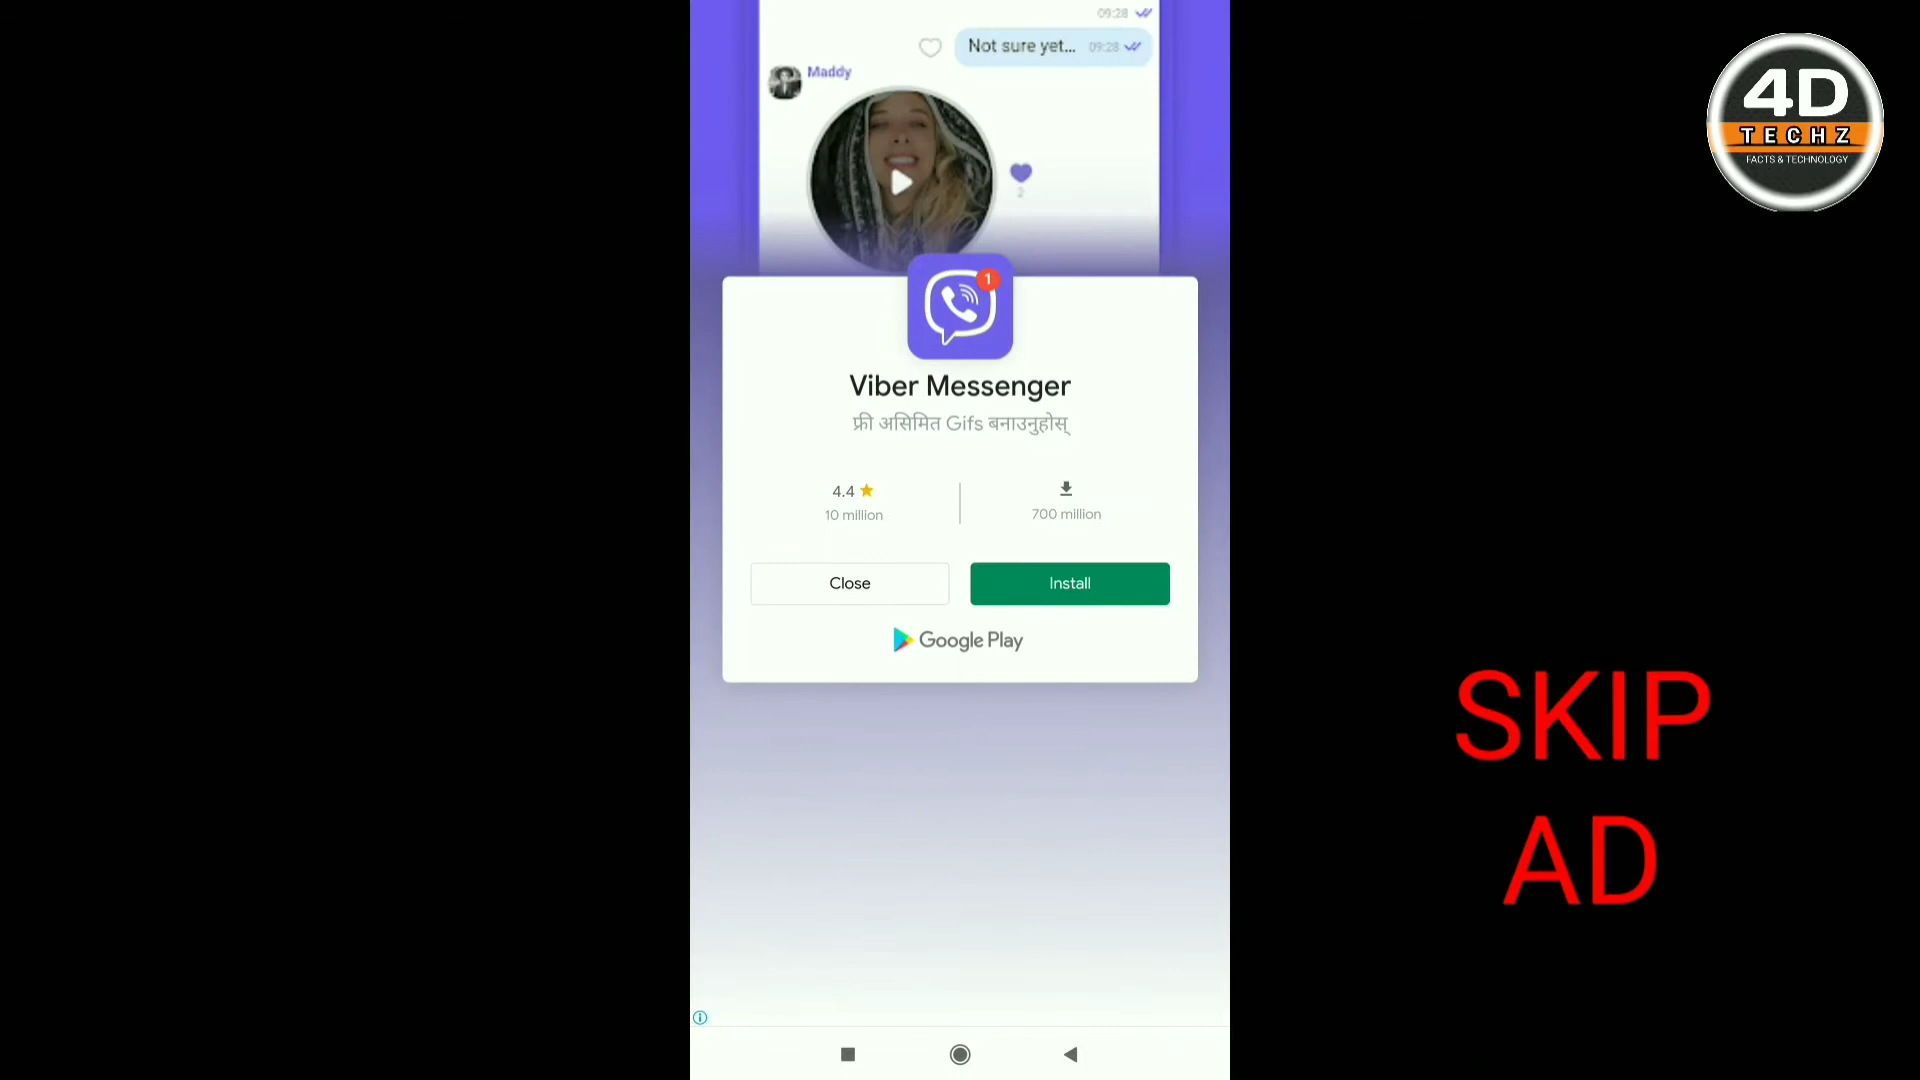 09:28
Not sure yet... 09:28
Maddy
2
1
Viber Messenger
फ्री असिमित Gifs बनाउनुहोस्
4.4
10 million
700 million
Close
Install
Google Play
4D
TECHZ
FACTS & TECHNOLOGY
SKIP
AD